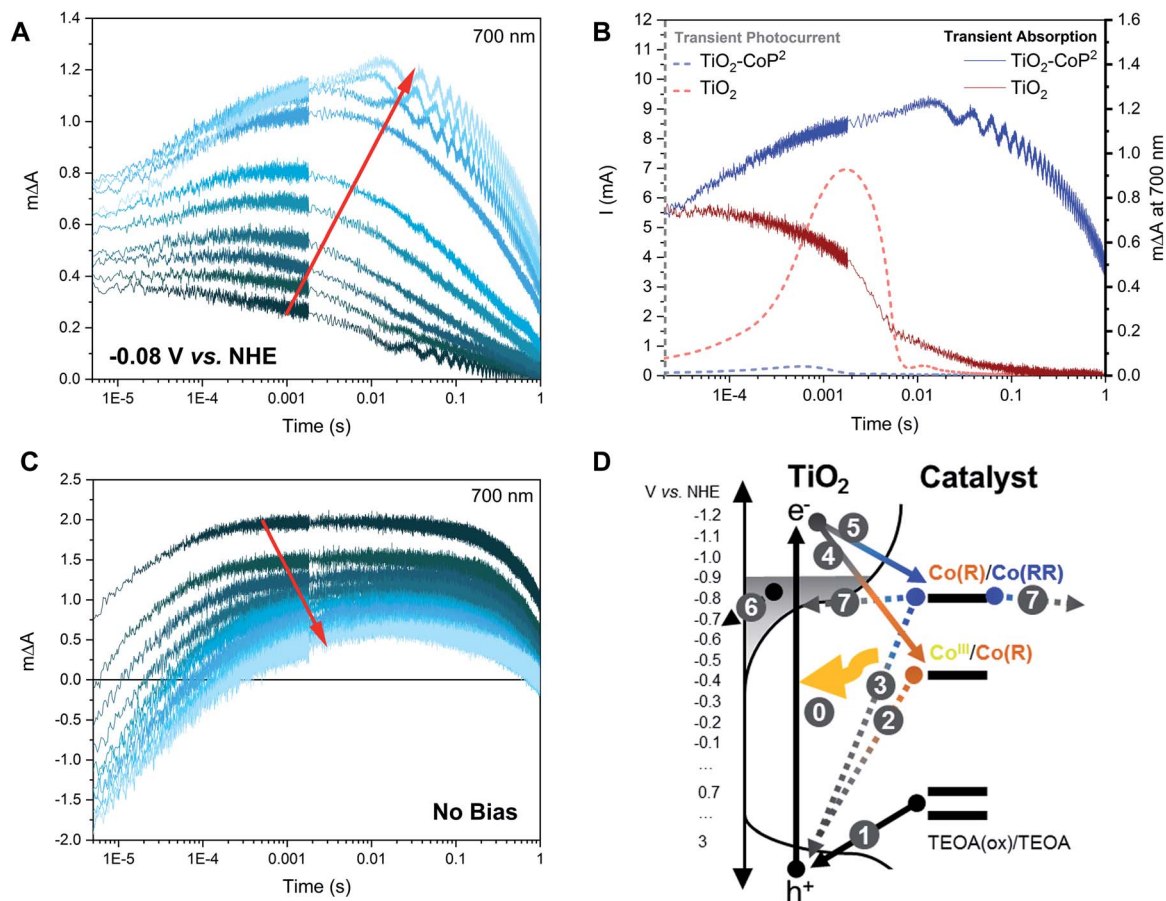 A
700 nm
1.4
1.2
1.0
0.8
0.6
0.4
0.2
0.0
mΔA
-0.08 V vs. NHE
1E-5 1E-4 0.001 0.01 0.1 1
Time (s)
B
Transient Photocurrent
TiO2-CoP2
TiO2
Transient Absorption
TiO2-CoP2
TiO2
12
11
10
9
8
7
6
5
4
3
2
1
0
I (mA)
1.6
1.4
1.2
1.0
0.8
0.6
0.4
0.2
0.0
mΔA at 700 nm
1E-4 0.001 0.01 0.1 1
Time (s)
C
700 nm
2.5
2.0
1.5
1.0
0.5
0.0
-0.5
-1.0
-1.5
-2.0
mΔA
No Bias
1E-5 1E-4 0.001 0.01 0.1 1
Time (s)
D
TiO2 Catalyst
V vs. NHE
-1.2
-1.1
-1.0
-0.9
-0.8
-0.7
-0.6
-0.5
-0.4
-0.3
-0.2
-0.1
...
0.7
...
3
e-
5
4
Co(R)/Co(RR)
6
7
7
CoIII/Co(R)
3
0
2
1
TEOA(ox)/TEOA
h+